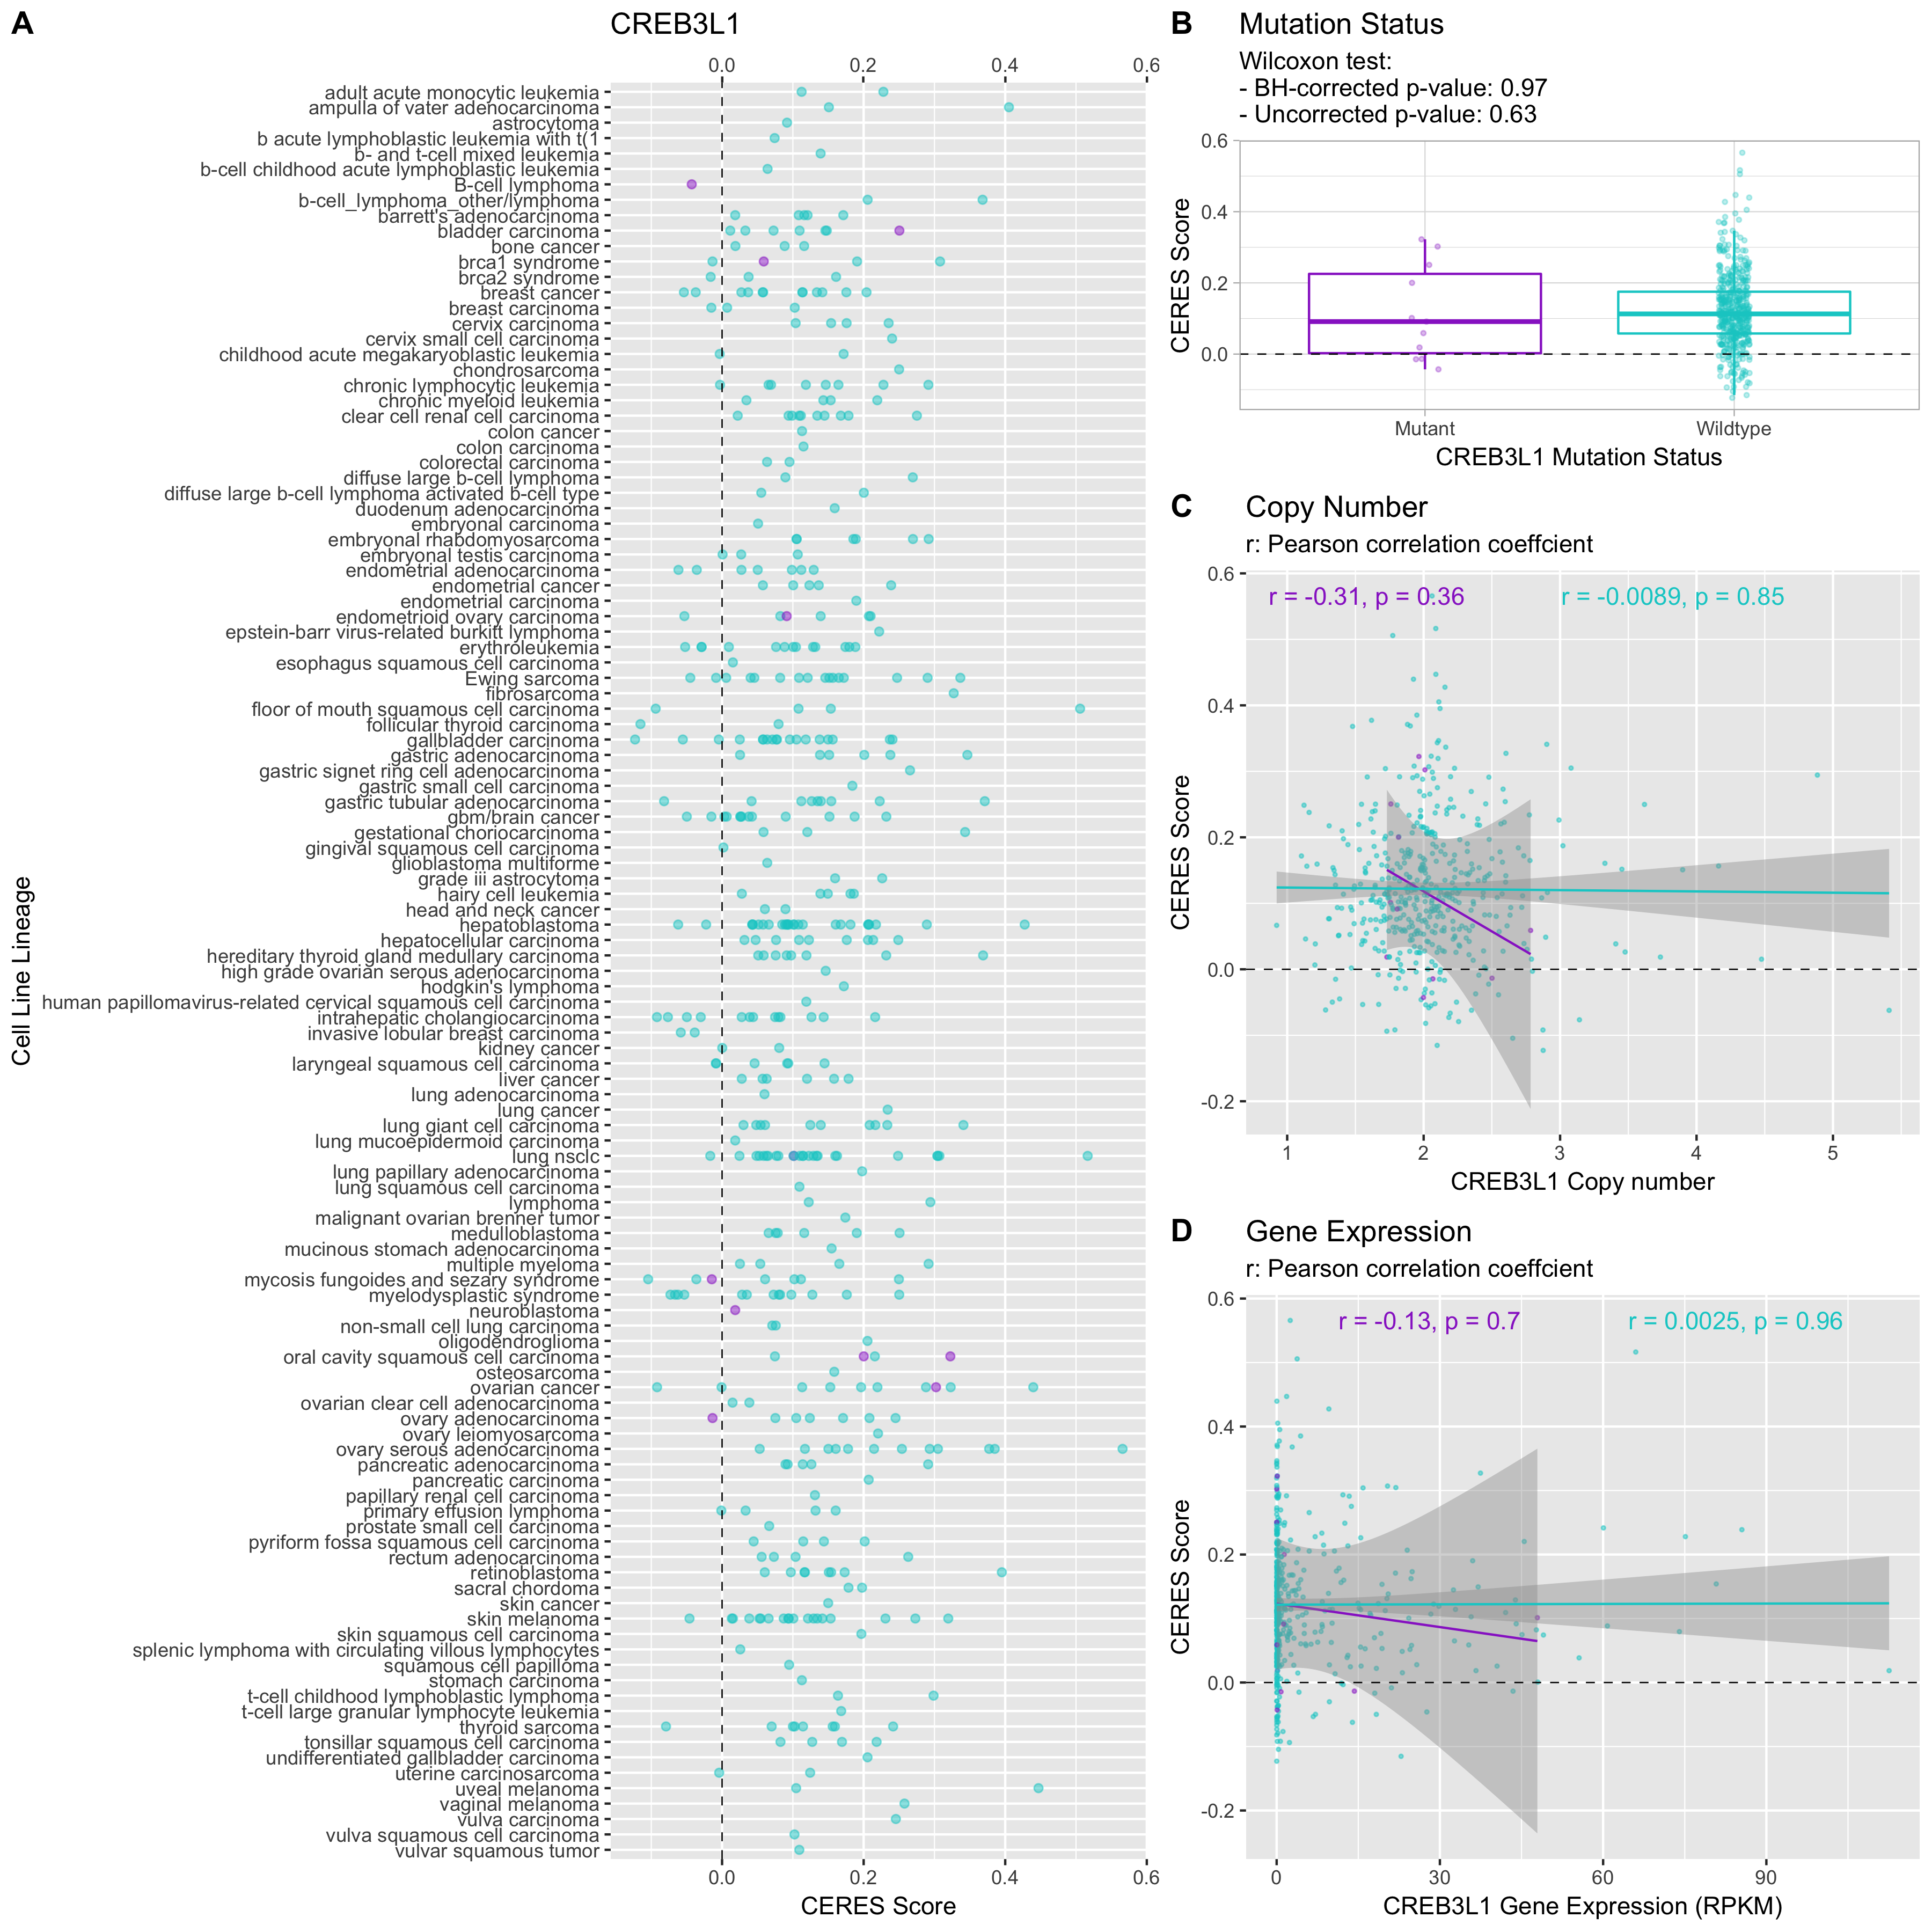 A
CREB3L1
0.0 0.2 0.4 0.6
Cell Line Lineage
adult acute monocytic leukemia
ampulla of vater adenocarcinoma
astrocytoma
b acute lymphoblastic leukemia with t(1
b- and t-cell mixed leukemia
b-cell childhood acute lymphoblastic leukemia
B-cell lymphoma
b-cell_lymphoma_other/lymphoma
barrett's adenocarcinoma
bladder carcinoma
bone cancer
brca1 syndrome
brca2 syndrome
breast cancer
breast carcinoma
cervix carcinoma
cervix small cell carcinoma
childhood acute megakaryoblastic leukemia
chondrosarcoma
chronic lymphocytic leukemia
chronic myeloid leukemia
clear cell renal cell carcinoma
colon cancer
colon carcinoma
colorectal carcinoma
diffuse large b-cell lymphoma
diffuse large b-cell lymphoma activated b-cell type
duodenum adenocarcinoma
embryonal carcinoma
embryonal rhabdomyosarcoma
embryonal testis carcinoma
endometrial adenocarcinoma
endometrial cancer
endometrial carcinoma
endometrioid ovary carcinoma
epstein-barr virus-related burkitt lymphoma
erythroleukemia
esophagus squamous cell carcinoma
Ewing sarcoma
fibrosarcoma
floor of mouth squamous cell carcinoma
follicular thyroid carcinoma
gallbladder carcinoma
gastric adenocarcinoma
gastric signet ring cell adenocarcinoma
gastric small cell carcinoma
gastric tubular adenocarcinoma
gbm/brain cancer
gestational choriocarcinoma
gingival squamous cell carcinoma
glioblastoma multiforme
grade iii astrocytoma
hairy cell leukemia
head and neck cancer
hepatoblastoma
hepatocellular carcinoma
hereditary thyroid gland medullary carcinoma
high grade ovarian serous adenocarcinoma
hodgkin's lymphoma
human papillomavirus-related cervical squamous cell carcinoma
intrahepatic cholangiocarcinoma
invasive lobular breast carcinoma
kidney cancer
laryngeal squamous cell carcinoma
liver cancer
lung adenocarcinoma
lung cancer
lung giant cell carcinoma
lung mucoepidermoid carcinoma
lung nsclc
lung papillary adenocarcinoma
lung squamous cell carcinoma
lymphoma
malignant ovarian brenner tumor
medulloblastoma
mucinous stomach adenocarcinoma
multiple myeloma
mycosis fungoides and sezary syndrome
myelodysplastic syndrome
neuroblastoma
non-small cell lung carcinoma
oligodendroglioma
oral cavity squamous cell carcinoma
osteosarcoma
ovarian cancer
ovarian clear cell adenocarcinoma
ovary adenocarcinoma
ovary leiomyosarcoma
ovary serous adenocarcinoma
pancreatic adenocarcinoma
pancreatic carcinoma
papillary renal cell carcinoma
primary effusion lymphoma
prostate small cell carcinoma
pyriform fossa squamous cell carcinoma
rectum adenocarcinoma
retinoblastoma
sacral chordoma
skin cancer
skin melanoma
skin squamous cell carcinoma
splenic lymphoma with circulating villous lymphocytes
squamous cell papilloma
stomach carcinoma
t-cell childhood lymphoblastic lymphoma
t-cell large granular lymphocyte leukemia
thyroid sarcoma
tonsillar squamous cell carcinoma
undifferentiated gallbladder carcinoma
uterine carcinosarcoma
uveal melanoma
vaginal melanoma
vulva carcinoma
vulva squamous cell carcinoma
vulvar squamous tumor
0.0 0.2 0.4 0.6
CERES Score
B
Mutation Status
Wilcoxon test:
- BH-corrected p-value: 0.97
- Uncorrected p-value: 0.63
CERES Score
0.6
0.4
0.2
0.0
Mutant Wildtype
CREB3L1 Mutation Status
C
Copy Number
r: Pearson correlation coeffcient
r = -0.31, p = 0.36 r = -0.0089, p = 0.85
CERES Score
0.6
0.4
0.2
0.0
-0.2
1 2 3 4 5
CREB3L1 Copy number
D
Gene Expression
r: Pearson correlation coeffcient
r = -0.13, p = 0.7 r = 0.0025, p = 0.96
CERES Score
0.6
0.4
0.2
0.0
-0.2
0 30 60 90
CREB3L1 Gene Expression (RPKM)